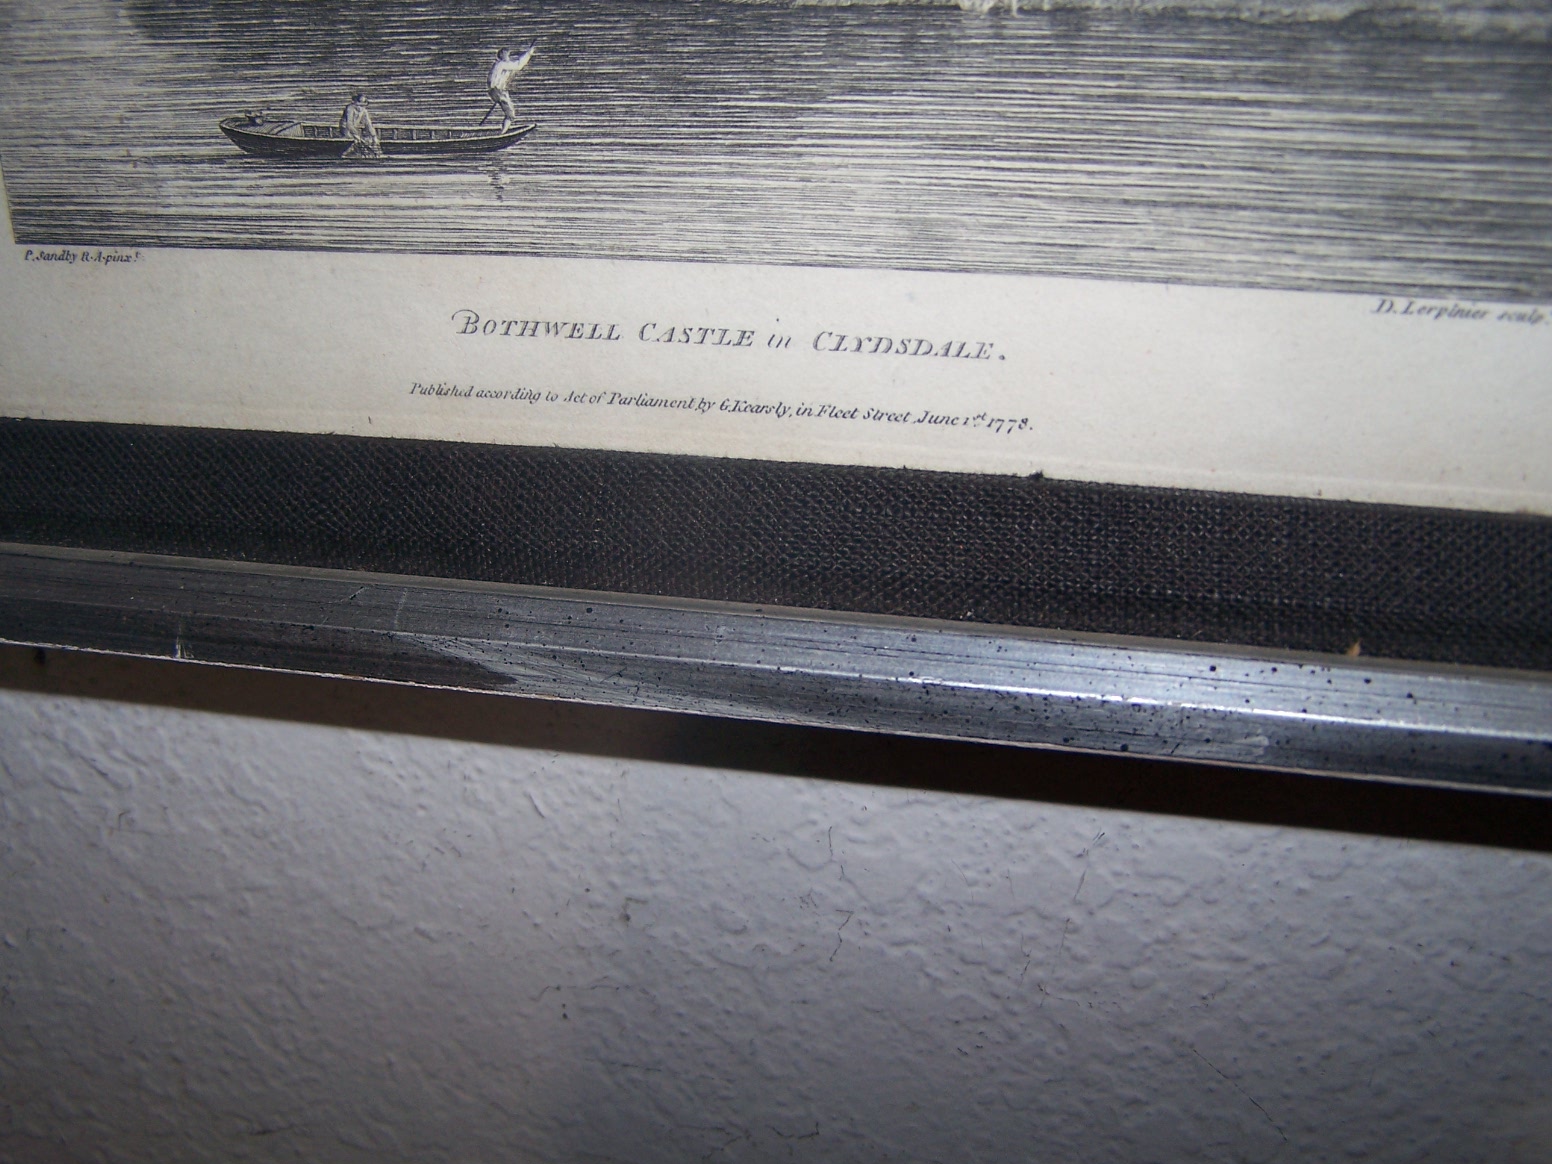 P. Sandby R.A. pinx.t
D. Lerpinier sculp.
BOTHWELL CASTLE in CLYDSDALE.
Published according to Act of Parliament by G. Kearsly, in Fleet Street, June 1st 1778.